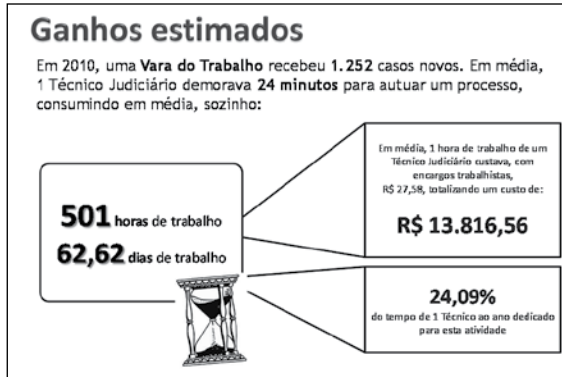 Ganhos estimados
Em 2010, uma Vara do Trabalho recebeu 1.252 casos novos. Em média,
1 Técnico Judiciário demorava 24 minutos para autuar um processo,
consumindo em média, sozinho:
501 horas de trabalho
62,62 dias de trabalho
Em média, 1 hora de trabalho de um
Técnico Judiciário custava, com
encargos trabalhistas,
R$ 27,58, totalizando um custo de:
R$ 13.816,56
24,09%
do tempo de 1 Técnico ao ano dedicado
para esta atividade